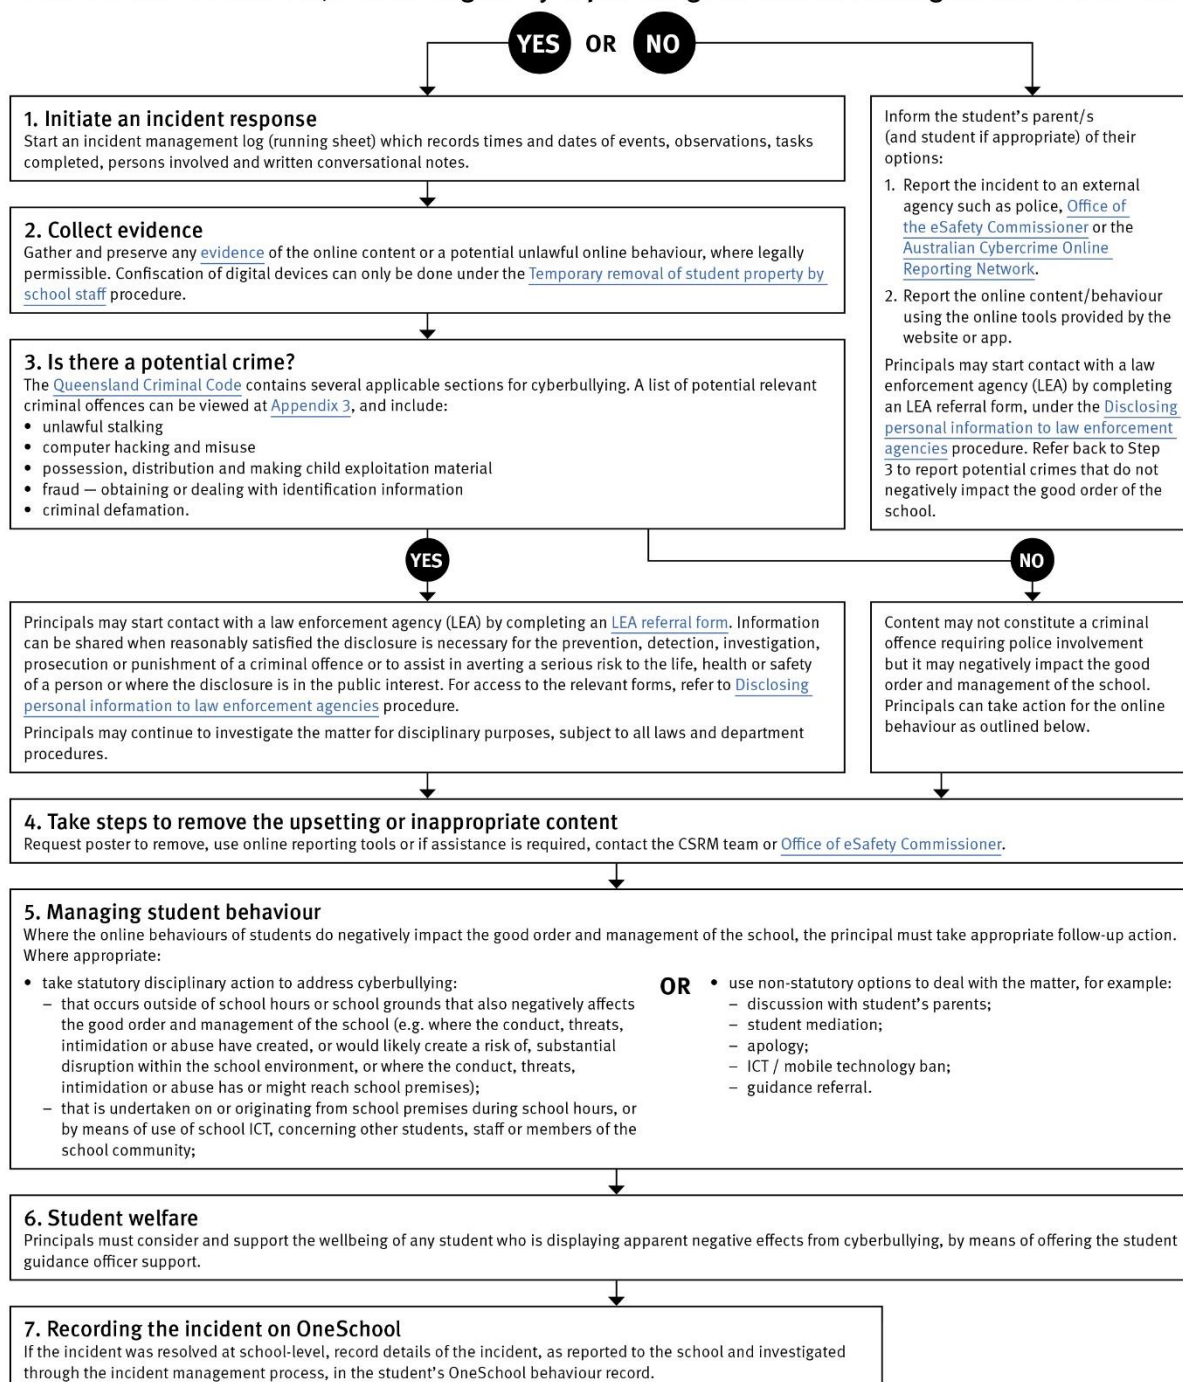 YES OR NO
1. Initiate an incident response
Start an incident management log (running sheet) which records times and dates of events, observations, tasks
completed, persons involved and written conversational notes.
2. Collect evidence
Gather and preserve any evidence of the online content or a potential unlawful online behaviour, where legally
permissible. Confiscation of digital devices can only be done under the Temporary removal of student property by
school staff procedure.
3. Is there a potential crime?
The Queensland Criminal Code contains several applicable sections for cyberbullying. A list of potential relevant
criminal offences can be viewed at Appendix 3, and include:
• unlawful stalking
• computer hacking and misuse
• possession, distribution and making child exploitation material
• fraud — obtaining or dealing with identification information
• criminal defamation.
Inform the student's parent/s
(and student if appropriate) of their
options:
1. Report the incident to an external
agency such as police, Office of
the eSafety Commissioner or the
Australian Cybercrime Online
Reporting Network.
2. Report the online content/behaviour
using the online tools provided by the
website or app.
Principals may start contact with a law
enforcement agency (LEA) by completing
an LEA referral form, under the Disclosing
personal information to law enforcement
agencies procedure. Refer back to Step
3 to report potential crimes that do not
negatively impact the good order of the
school.
YES
NO
Principals may start contact with a law enforcement agency (LEA) by completing an LEA referral form. Information
can be shared when reasonably satisfied the disclosure is necessary for the prevention, detection, investigation,
prosecution or punishment of a criminal offence or to assist in averting a serious risk to the life, health or safety
of a person or where the disclosure is in the public interest. For access to the relevant forms, refer to Disclosing
personal information to law enforcement agencies procedure.
Principals may continue to investigate the matter for disciplinary purposes, subject to all laws and department
procedures.
Content may not constitute a criminal
offence requiring police involvement
but it may negatively impact the good
order and management of the school.
Principals can take action for the online
behaviour as outlined below.
4. Take steps to remove the upsetting or inappropriate content
Request poster to remove, use online reporting tools or if assistance is required, contact the CSRM team or Office of eSafety Commissioner.
5. Managing student behaviour
Where the online behaviours of students do negatively impact the good order and management of the school, the principal must take appropriate follow-up action.
Where appropriate:
• take statutory disciplinary action to address cyberbullying:
– that occurs outside of school hours or school grounds that also negatively affects
the good order and management of the school (e.g. where the conduct, threats,
intimidation or abuse have created, or would likely create a risk of, substantial
disruption within the school environment, or where the conduct, threats,
intimidation or abuse has or might reach school premises);
– that is undertaken on or originating from school premises during school hours, or
by means of use of school ICT, concerning other students, staff or members of the
school community;
OR
• use non-statutory options to deal with the matter, for example:
– discussion with student's parents;
– student mediation;
– apology;
– ICT / mobile technology ban;
– guidance referral.
6. Student welfare
Principals must consider and support the wellbeing of any student who is displaying apparent negative effects from cyberbullying, by means of offering the student
guidance officer support.
7. Recording the incident on OneSchool
If the incident was resolved at school-level, record details of the incident, as reported to the school and investigated
through the incident management process, in the student's OneSchool behaviour record.